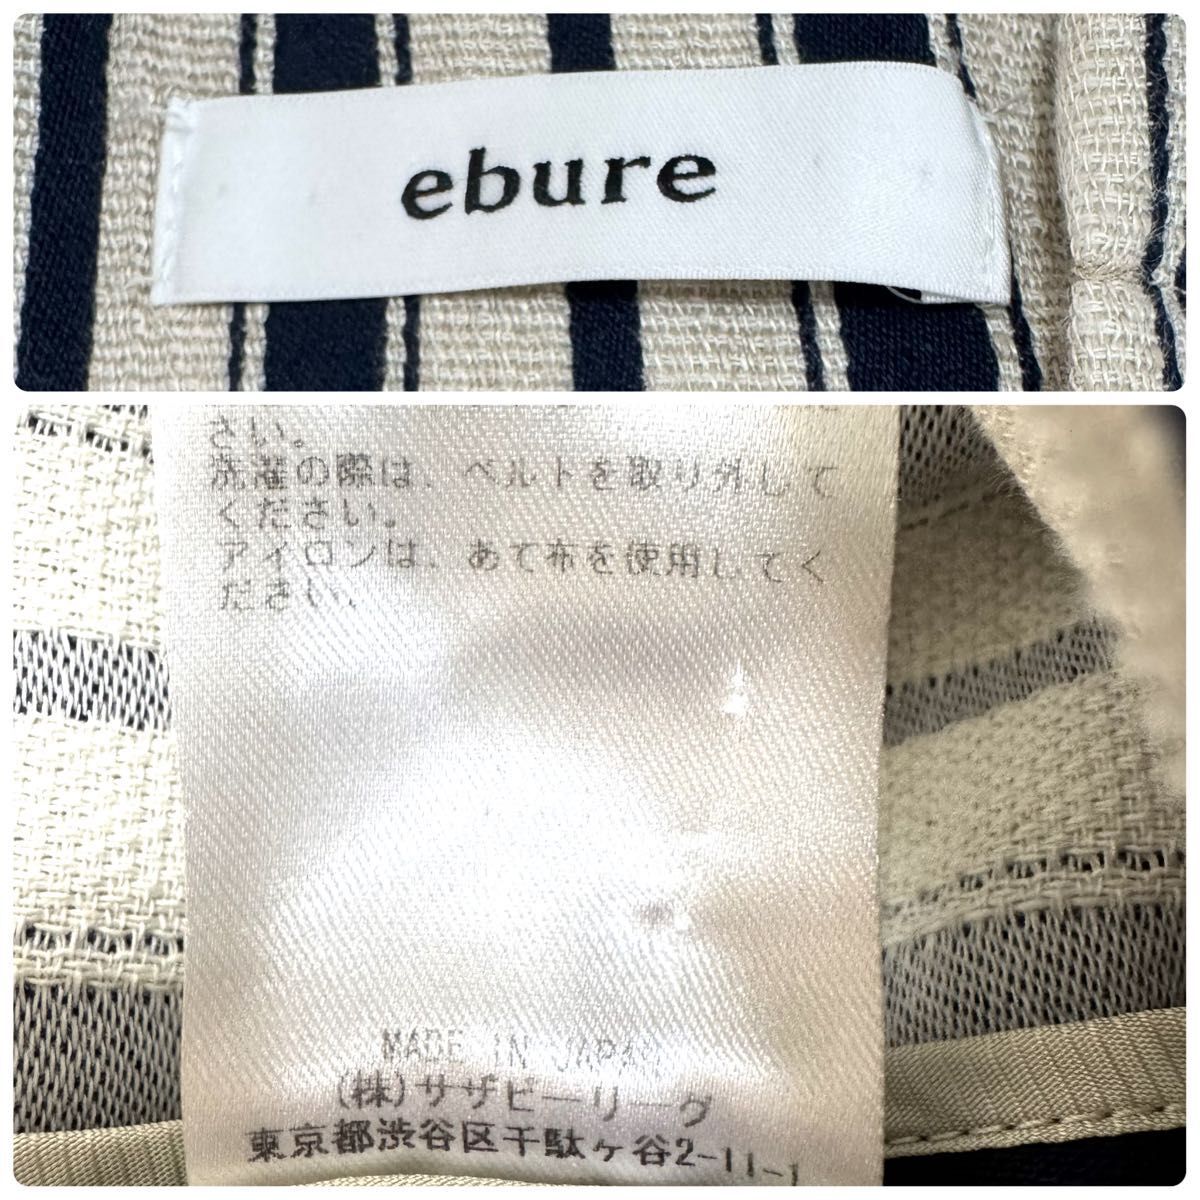 ebure
さい。
洗濯の際は、ベルトを取り外して
ください。
アイロンは、あて布を使用してく
ださい。
MADE IN JAPAN
(株)サザビーリーグ
東京都渋谷区千駄ヶ谷2-11-1